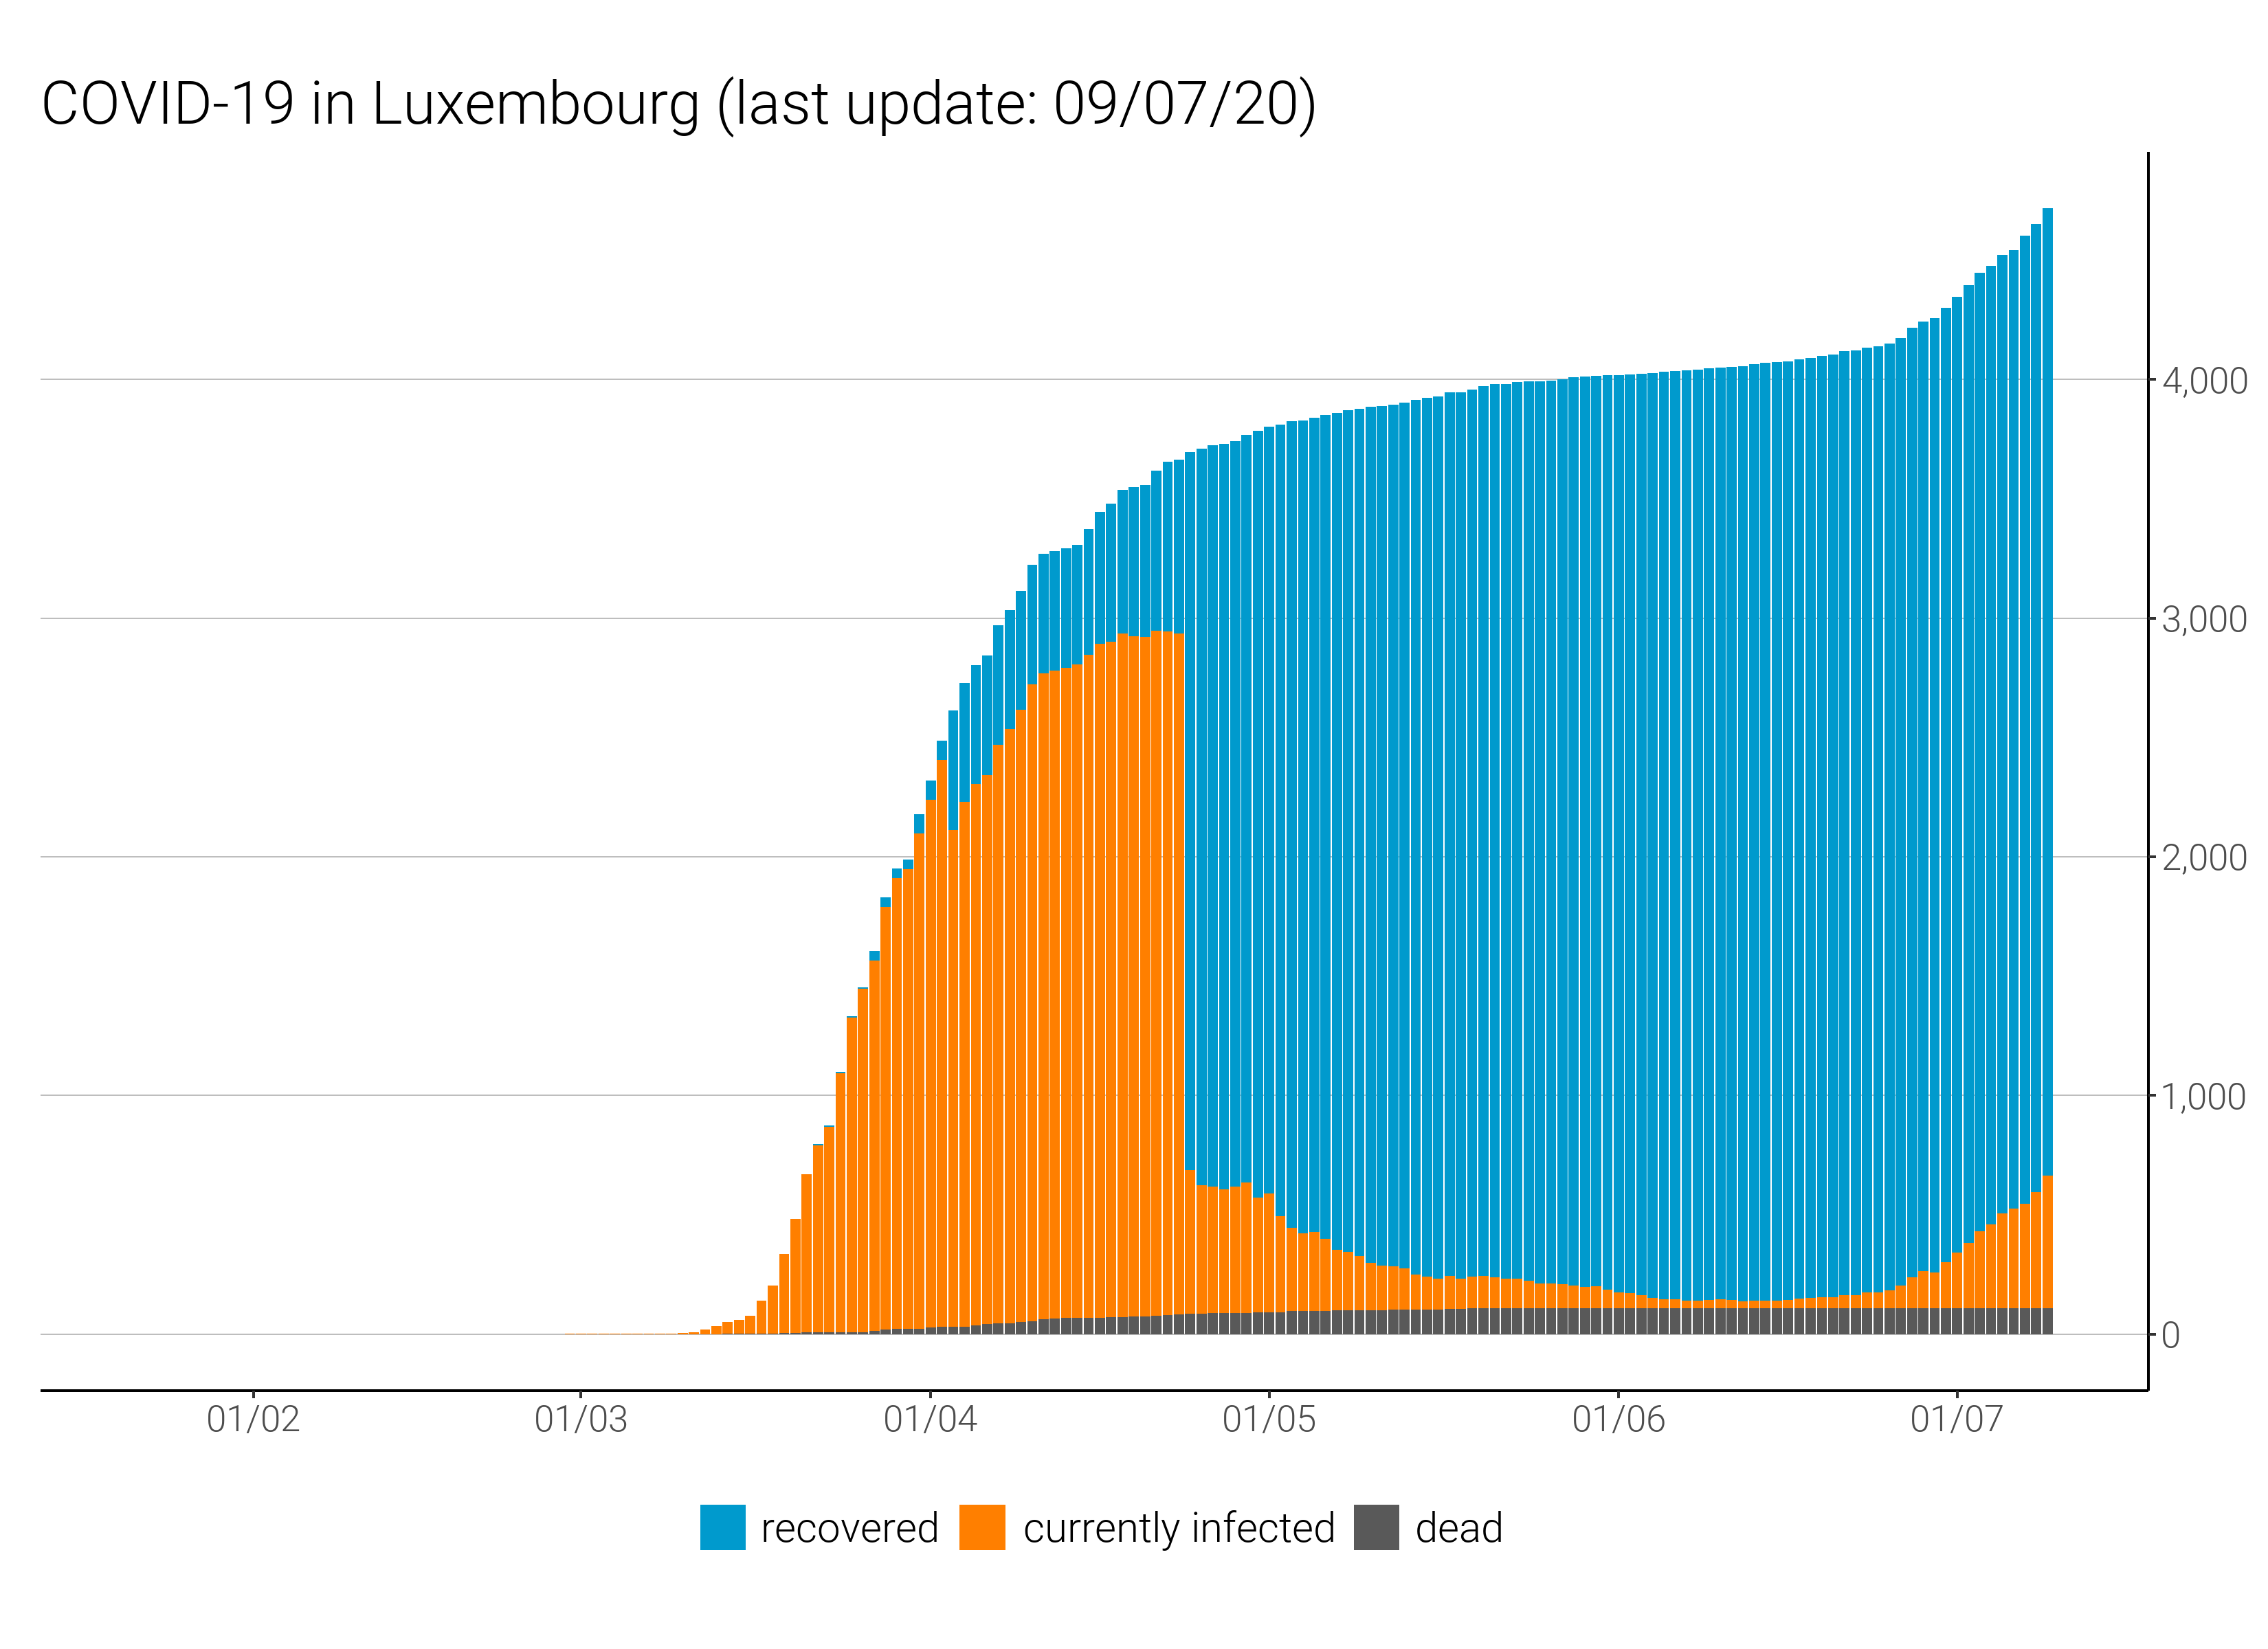 COVID-19 in Luxembourg (last update: 09/07/20)
4,000
3,000
2,000
1,000
0
01/02 01/03 01/04 01/05 01/06 01/07
recovered currently infected dead